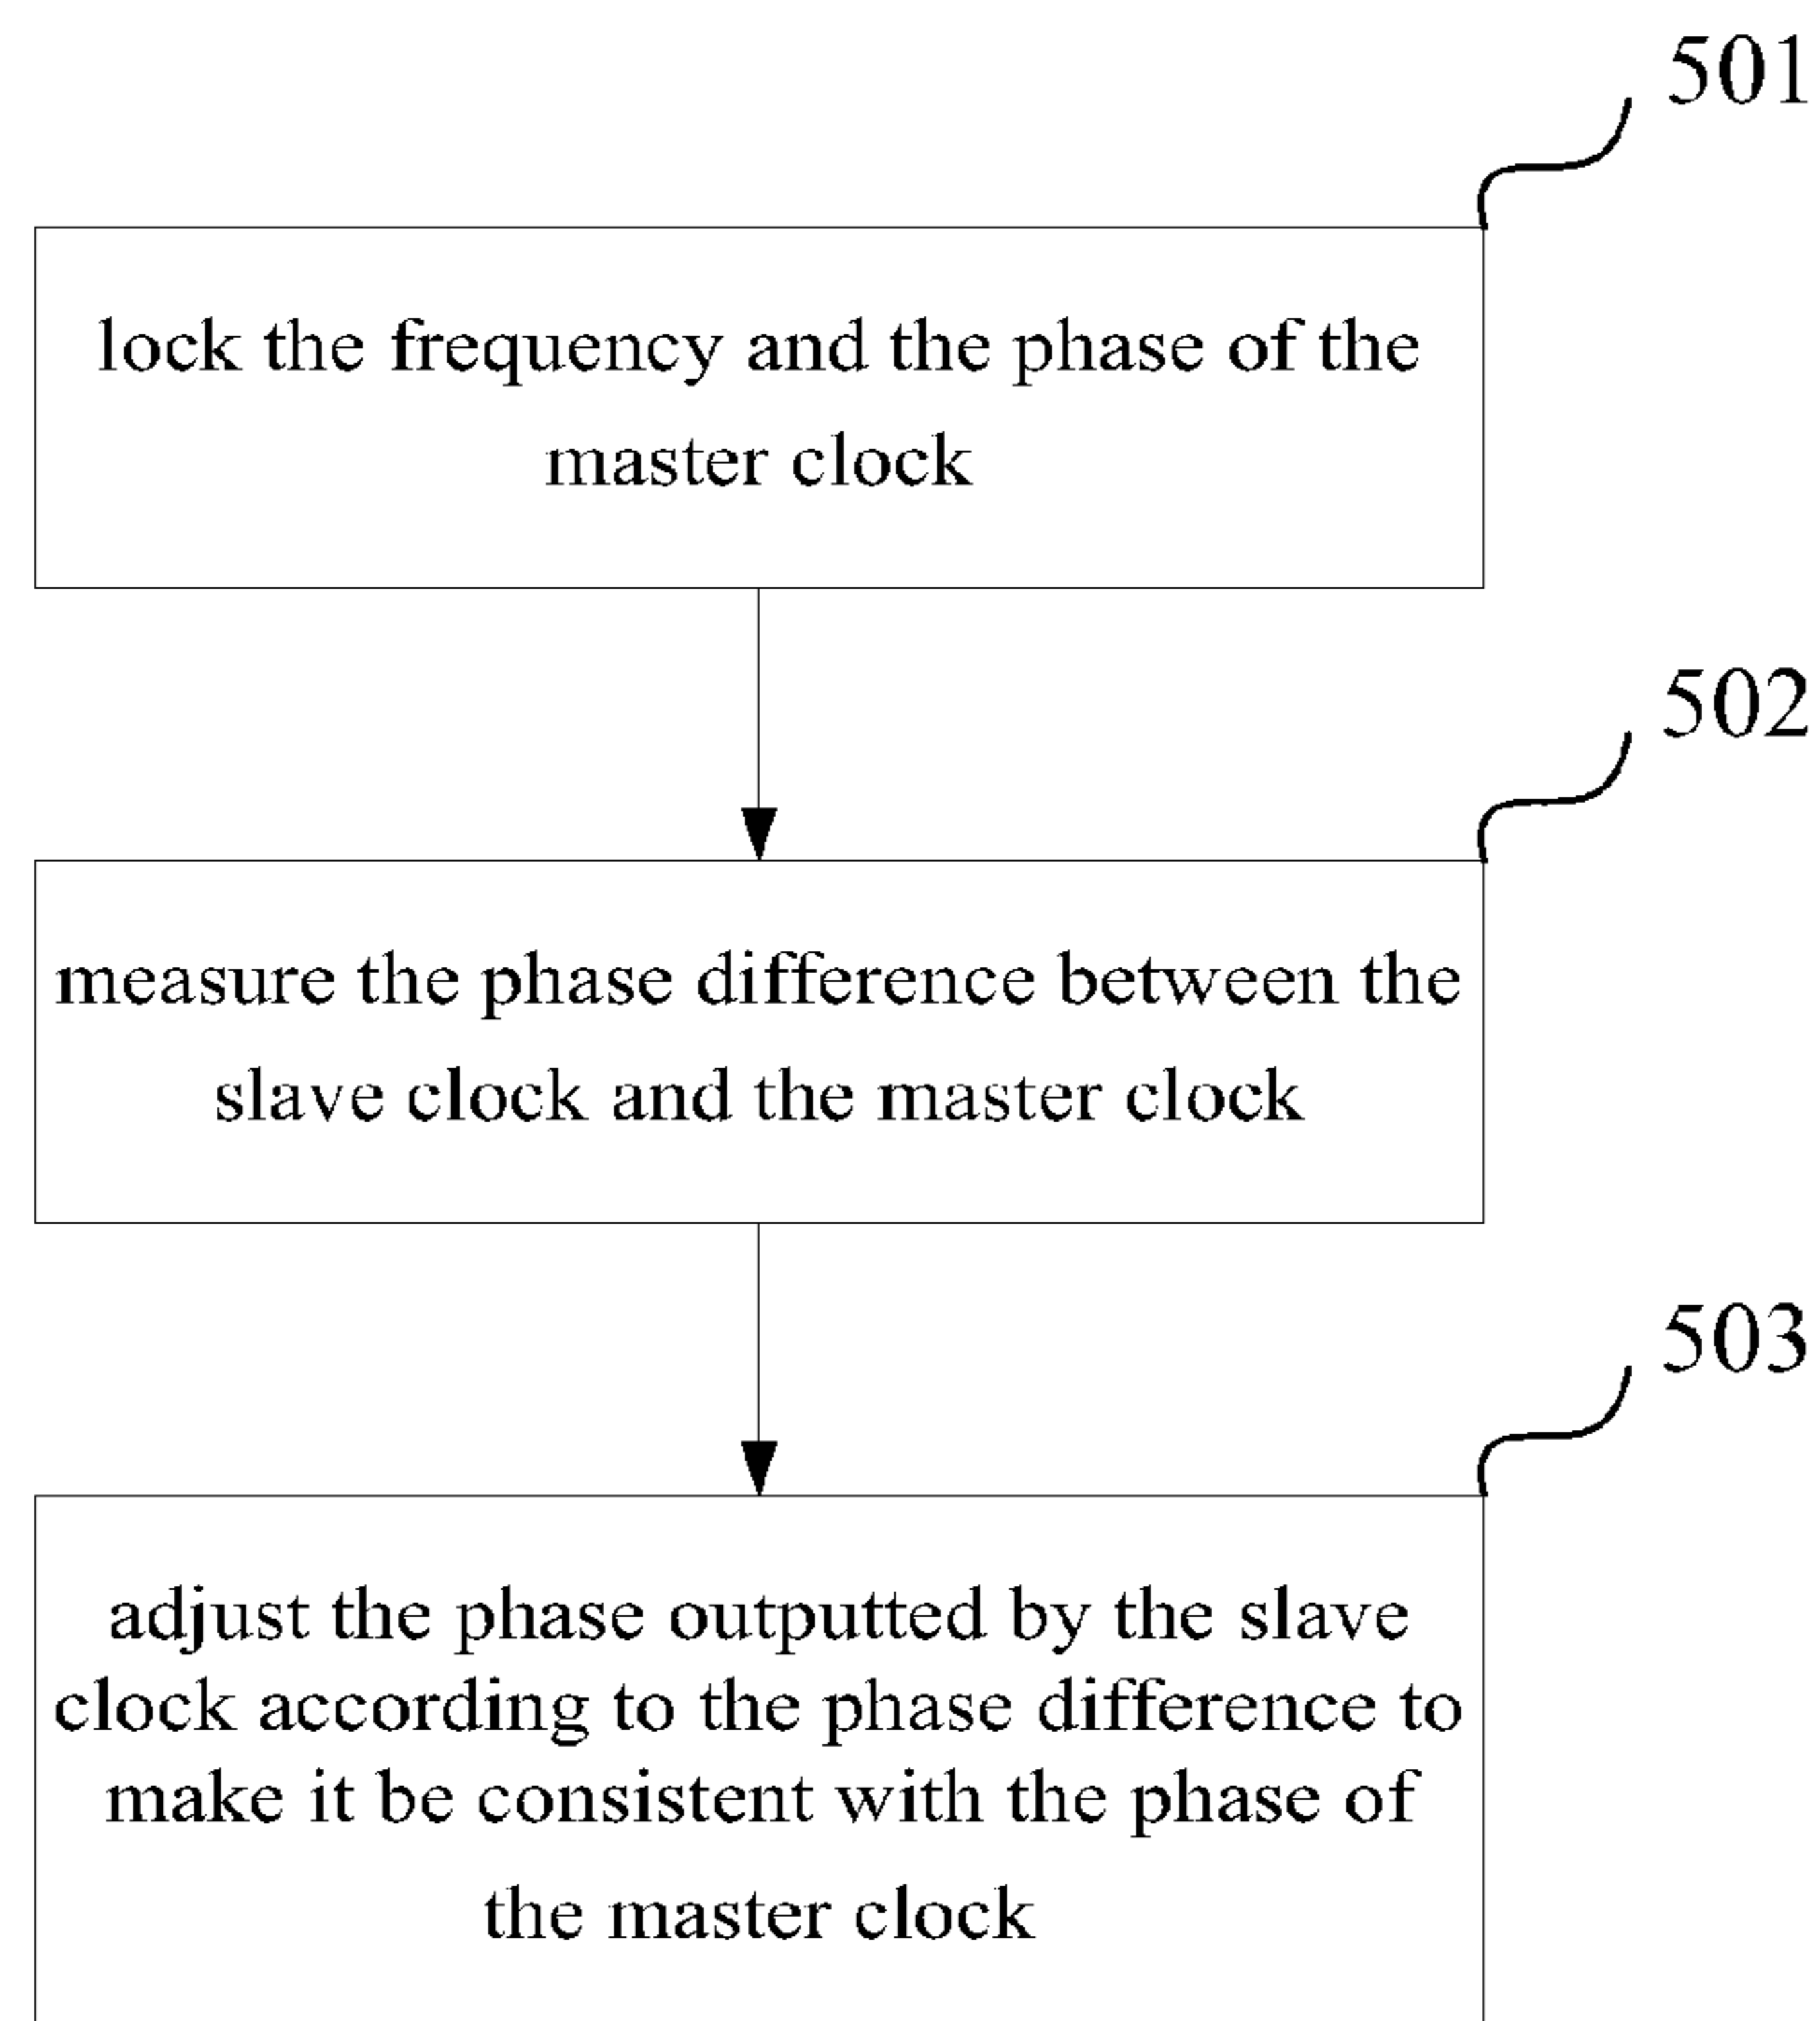 501
lock the frequency and the phase of the
master clock
502
measure the phase difference between the
slave clock and the master clock
503
adjust the phase outputted by the slave
clock according to the phase difference to
make it be consistent with the phase of
the master clock